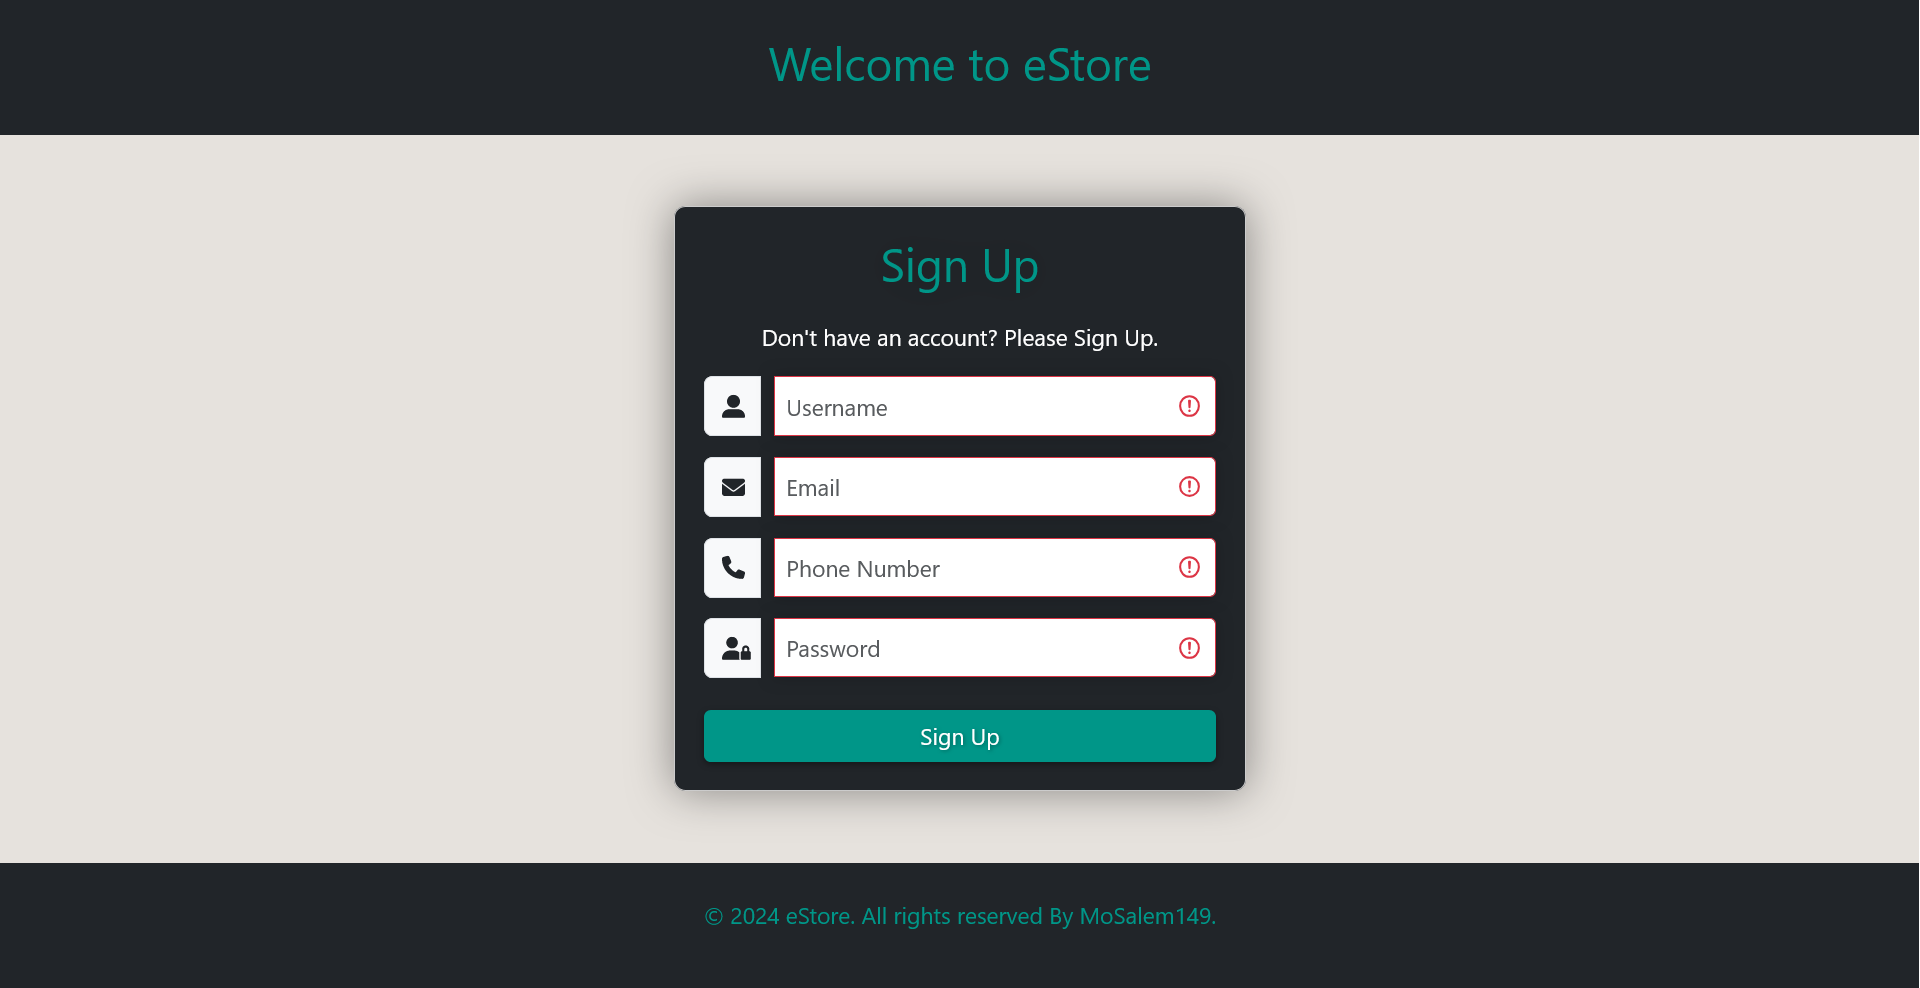 Welcome to eStore
Sign Up
Don't have an account? Please Sign Up.
Username
Email
Phone Number
Password
Sign Up
© 2024 eStore. All rights reserved By MoSalem149.